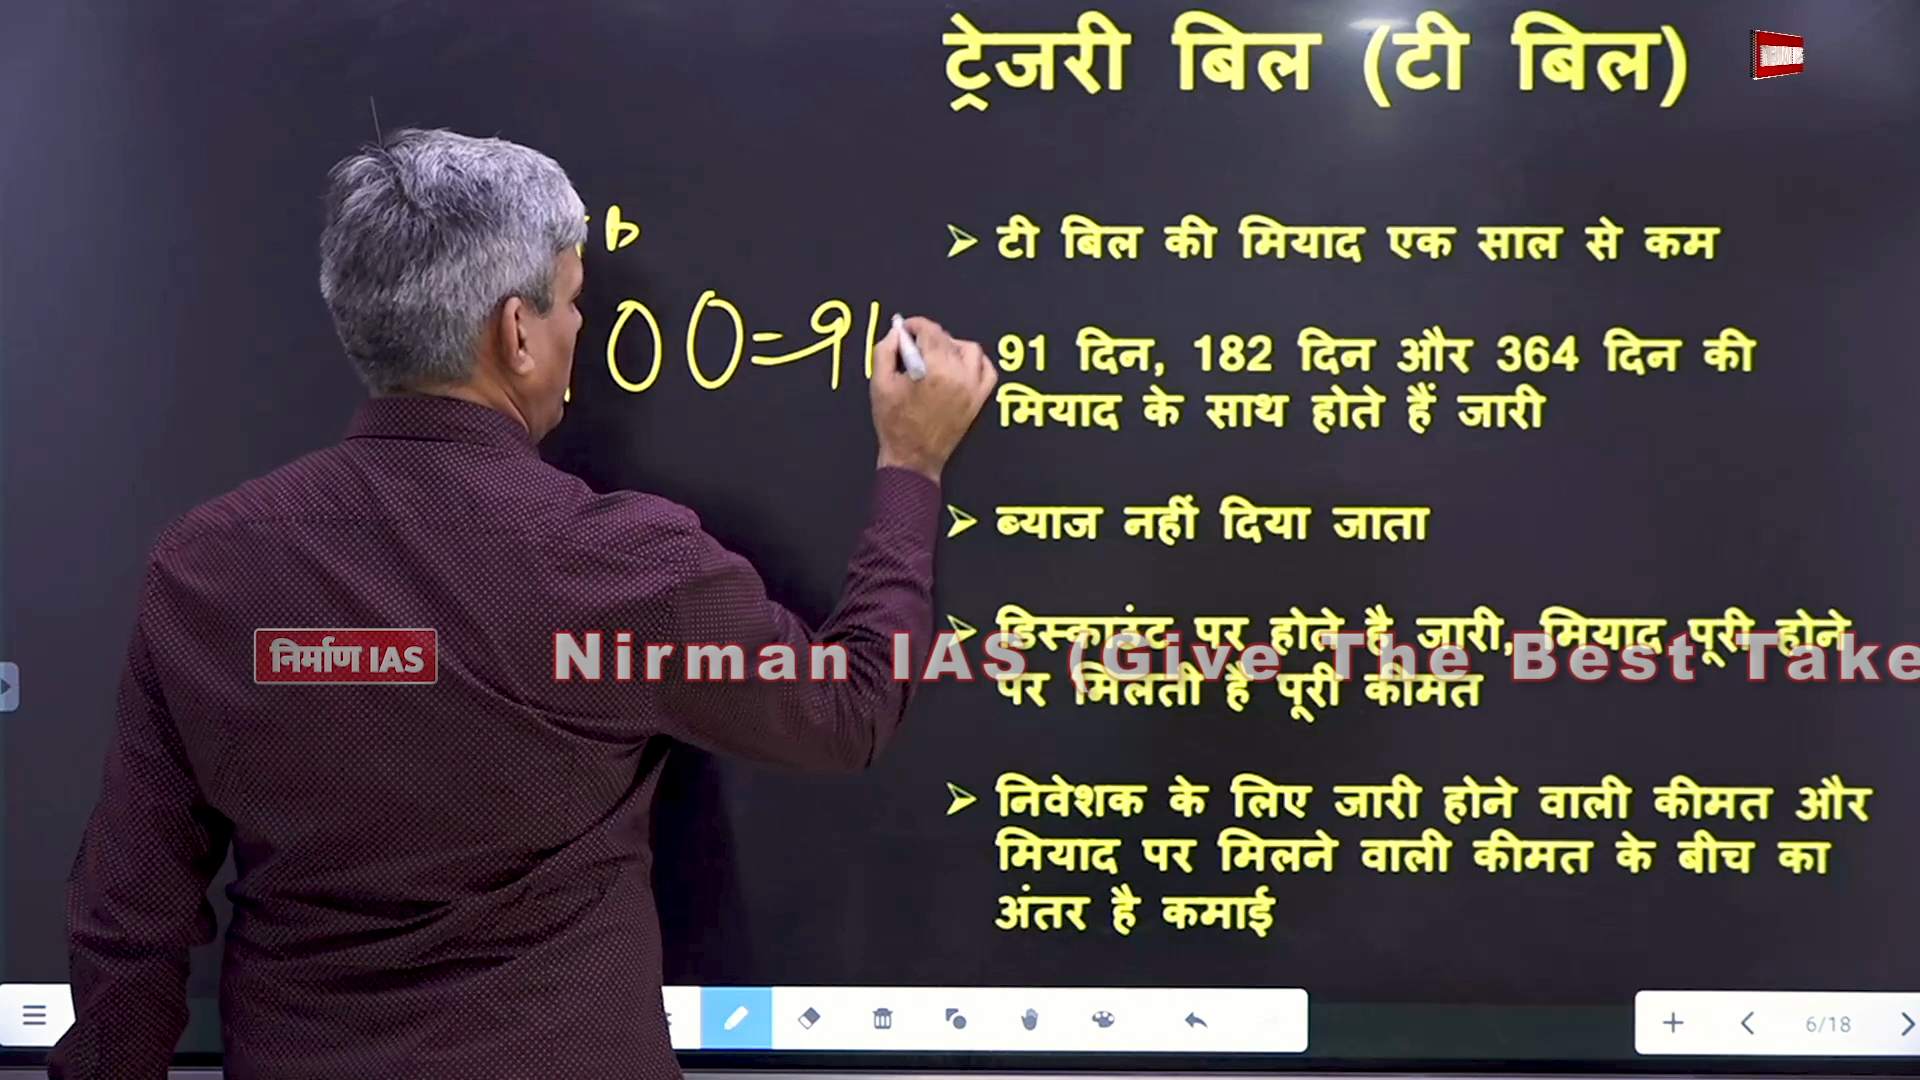 ट्रेजरी बिल (टी बिल)
➢ टी बिल की मियाद एक साल से कम
91 दिन, 182 दिन और 364 दिन की
मियाद के साथ होते हैं जारी
➢ ब्याज नहीं दिया जाता
➢ डिस्काउंट पर होते है जारी, मियाद पूरी होने
पर मिलती है पूरी कीमत
➢ निवेशक के लिए जारी होने वाली कीमत और
मियाद पर मिलने वाली कीमत के बीच का
अंतर है कमाई
b
00=91
निर्माण IAS
Nirman IAS (Give The Best Take
6/18